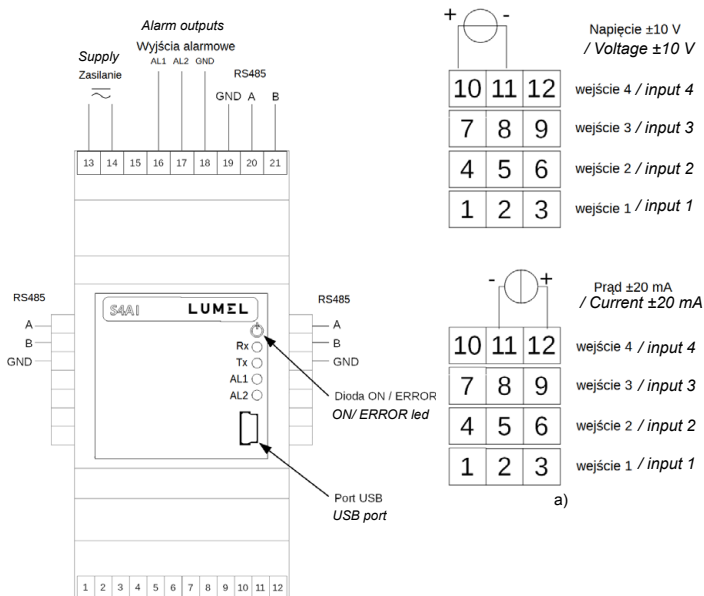 Alarm outputs
Wyjścia alarmowe
AL1 AL2 GND
Supply
Zasilanie
RS485
GND A B
13 14 15 16 17 18 19 20 21
RS485
A
B
GND
S4AI
LUMEL
Rx
Tx
AL1
AL2
RS485
A
B
GND
Dioda ON / ERROR
ON/ ERROR led
Port USB
USB port
1 2 3 4 5 6 7 8 9 10 11 12
+ -
Napięcie ±10 V
/ Voltage ±10 V
10 11 12 wejście 4 / input 4
7 8 9 wejście 3 / input 3
4 5 6 wejście 2 / input 2
1 2 3 wejście 1 / input 1
- +
Prąd ±20 mA
/ Current ±20 mA
10 11 12 wejście 4 / input 4
7 8 9 wejście 3 / input 3
4 5 6 wejście 2 / input 2
1 2 3 wejście 1 / input 1
a)